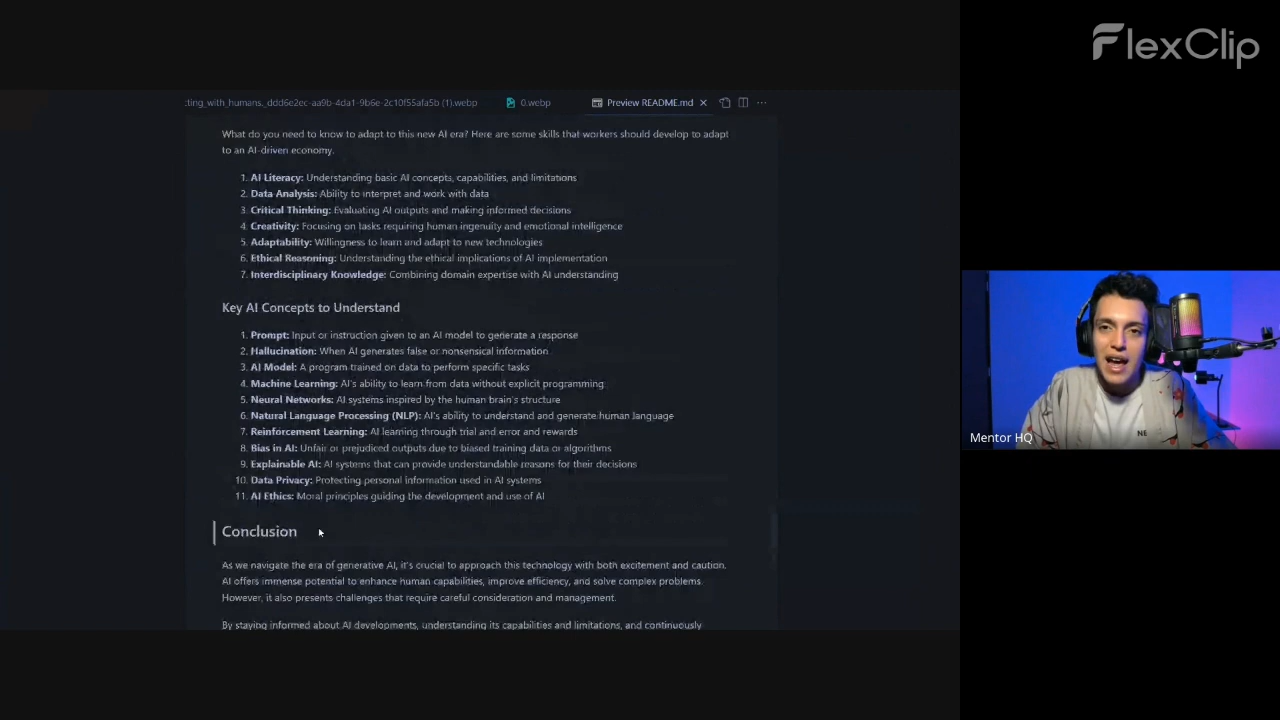 FlexClip
:ting_with_humans._ddd6e2ec-aa9b-4da1-9b6e-2c10f55afa5b (1).webp 0.webp Preview README.md
What do you need to know to adapt to this new AI era? Here are some skills that workers should develop to adapt
to an AI-driven economy.
1. AI Literacy: Understanding basic AI concepts, capabilities, and limitations
2. Data Analysis: Ability to interpret and work with data
3. Critical Thinking: Evaluating AI outputs and making informed decisions
4. Creativity: Focusing on tasks requiring human ingenuity and emotional intelligence
5. Adaptability: Willingness to learn and adapt to new technologies
6. Ethical Reasoning: Understanding the ethical implications of AI implementation
7. Interdisciplinary Knowledge: Combining domain expertise with AI understanding
Key AI Concepts to Understand
1. Prompt: Input or instruction given to an AI model to generate a response
2. Hallucination: When AI generates false or nonsensical information
3. AI Model: A program trained on data to perform specific tasks
4. Machine Learning: AI's ability to learn from data without explicit programming
5. Neural Networks: AI systems inspired by the human brain's structure
6. Natural Language Processing (NLP): AI's ability to understand and generate human language
7. Reinforcement Learning: AI learning through trial and error and rewards
8. Bias in AI: Unfair or prejudiced outputs due to biased training data or algorithms
9. Explainable AI: AI systems that can provide understandable reasons for their decisions
10. Data Privacy: Protecting personal information used in AI systems
11. AI Ethics: Moral principles guiding the development and use of AI
Conclusion
As we navigate the era of generative AI, it's crucial to approach this technology with both excitement and caution.
AI offers immense potential to enhance human capabilities, improve efficiency, and solve complex problems.
However, it also presents challenges that require careful consideration and management.
By staying informed about AI developments, understanding its capabilities and limitations, and continuously
NE
Mentor HQ